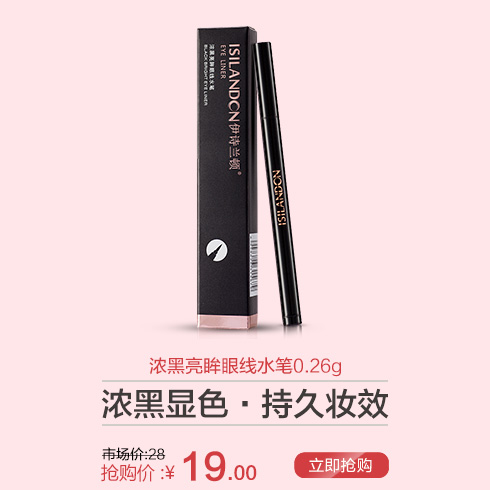 ISILANDON伊诗兰顿®
EYE LINER
浓黑亮眸眼线水笔
BLACK BRIGHT EYE LINER
ISILANDON
浓黑亮眸眼线水笔0.26g
浓黑显色·持久妆效
市场价:28
抢购价:¥ 19.00
立即抢购